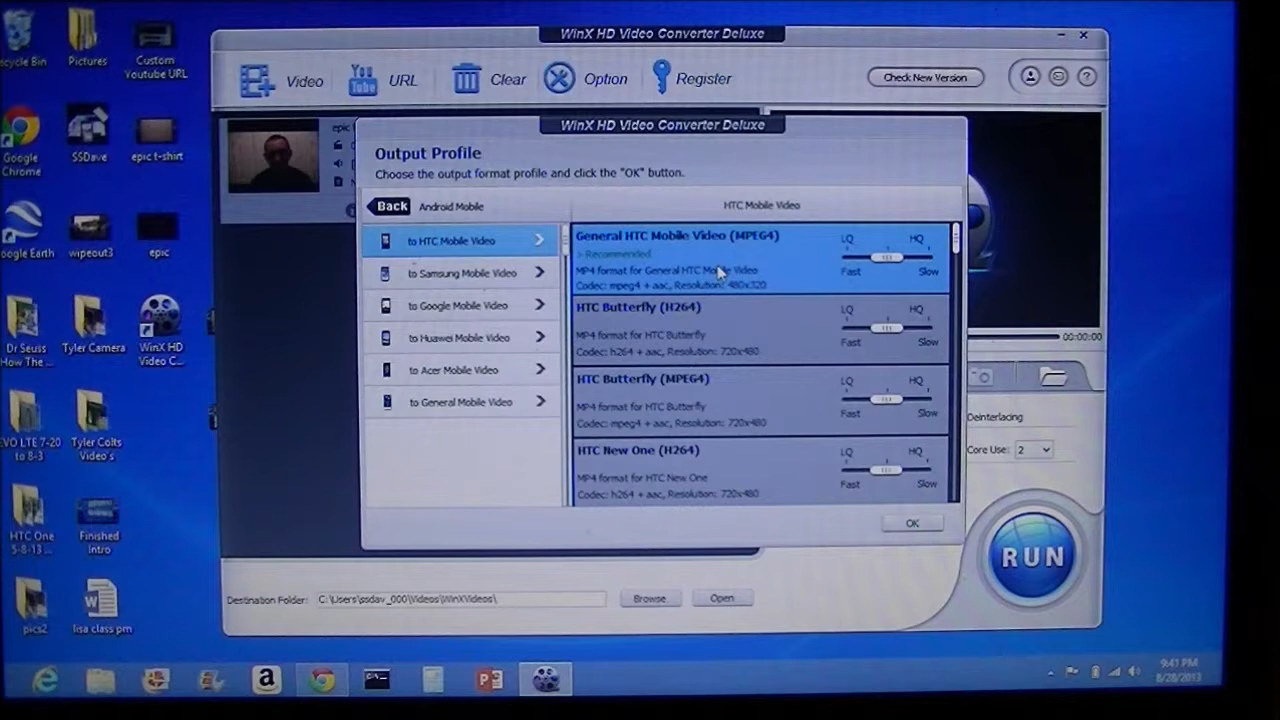 WinX HD Video Converter Deluxe
Video
You Tube URL
Clear
Option
Register
Check New Version
?
WinX HD Video Converter Deluxe
epic
Output Profile
Choose the output format profile and click the "OK" button.
Back
Android Mobile
HTC Mobile Video
to HTC Mobile Video
to Samsung Mobile Video
to Google Mobile Video
to Huawei Mobile Video
to Acer Mobile Video
to General Mobile Video
General HTC Mobile Video (MPEG4)
> Recommended
MP4 format for General HTC Mobile Video
Codec: mpeg4 + aac, Resolution: 480x320
LQ HQ
Fast Slow
HTC Butterfly (H264)
MP4 format for HTC Butterfly
Codec: h264 + aac, Resolution: 720x480
LQ HQ
Fast Slow
HTC Butterfly (MPEG4)
MP4 format for HTC Butterfly
Codec: mpeg4 + aac, Resolution: 720x480
LQ HQ
Fast Slow
HTC New One (H264)
MP4 format for HTC New One
Codec: h264 + aac, Resolution: 720x480
LQ HQ
Fast Slow
OK
00:00:00
Deinterlacing
Core Use: 2
RUN
Destination Folder: C:\Users\ssdav_000\Videos\WinXVideos\
Browse
Open
ecycle Bin
Pictures
Custom
Youtube URL
Google
Chrome
SSDave
epic t-shirt
oogle Earth
wipeout3
epic
Dr Seuss
How The ...
Tyler Camera
WinX HD
Video C...
EVO LTE 7-20
to 8-3
Tyler Colts
Video's
HTC One
5-8-13 ...
Finished
Intro
pics2
lisa class pm
9:41 PM
8/28/2013